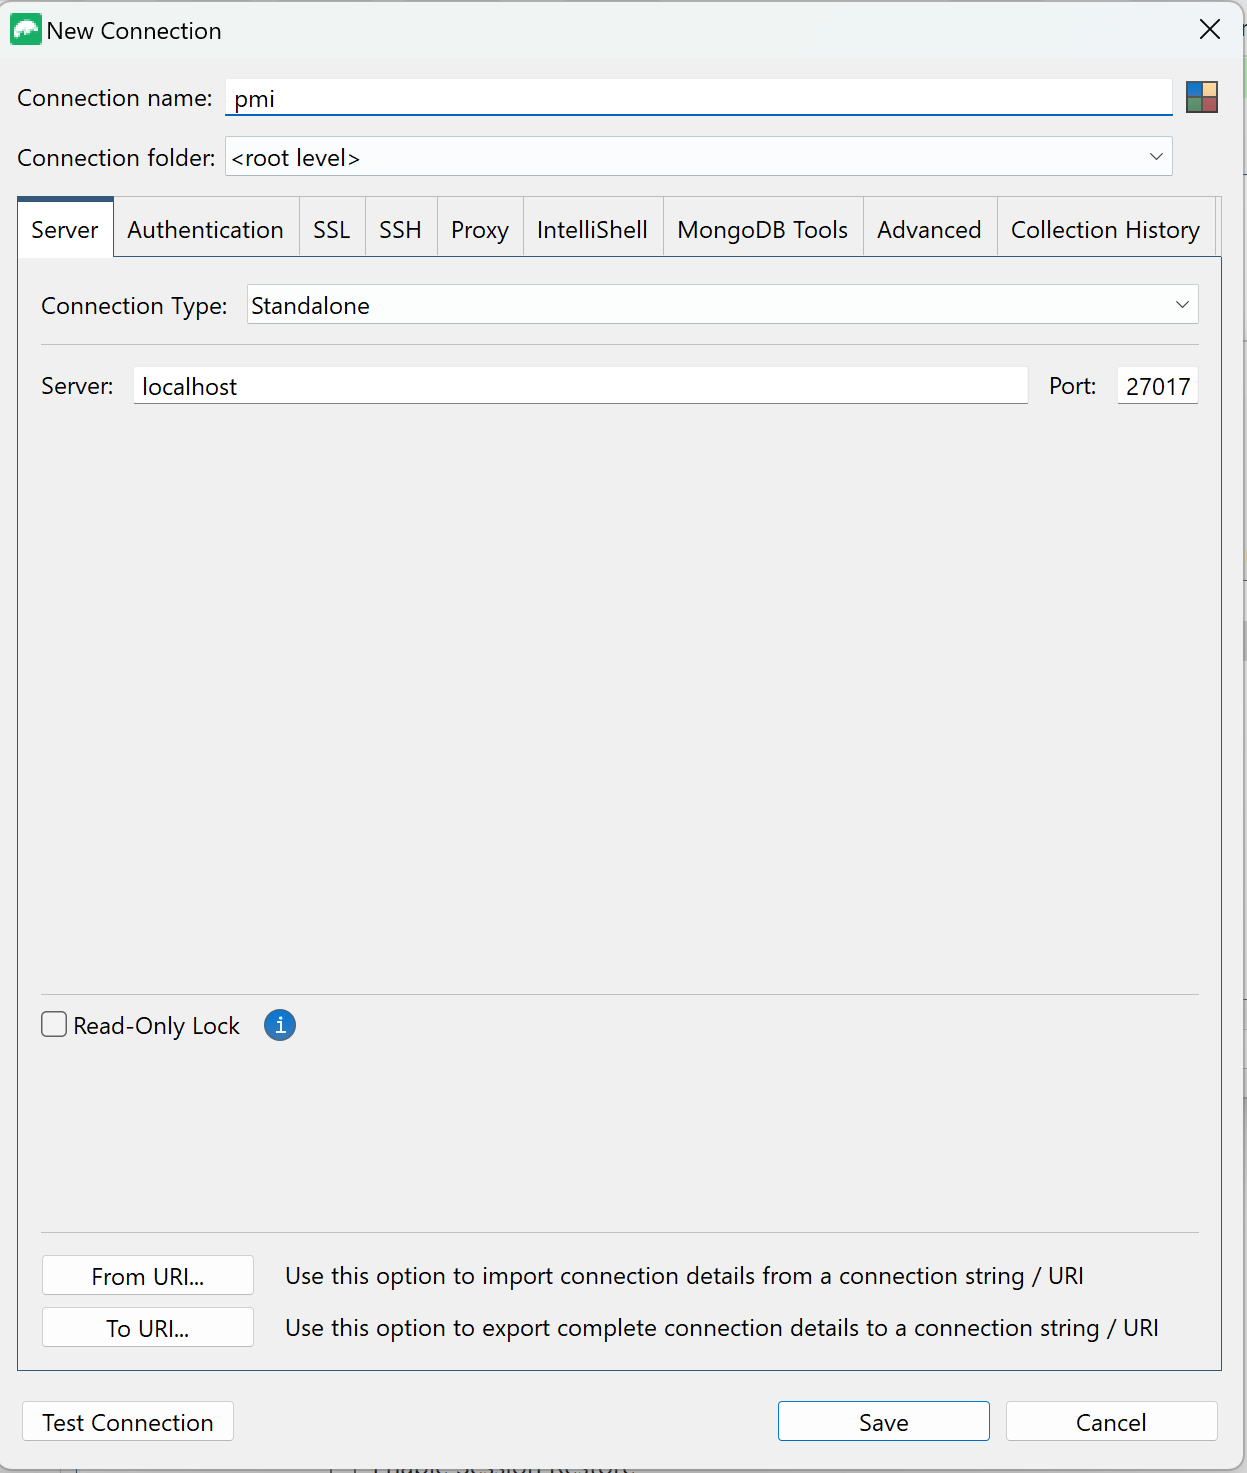 New Connection
Connection name: pmi
Connection folder: <root level>
Server Authentication SSL SSH Proxy IntelliShell MongoDB Tools Advanced Collection History
Connection Type: Standalone
Server: localhost Port: 27017
Read-Only Lock i
From URI... Use this option to import connection details from a connection string / URI
To URI... Use this option to export complete connection details to a connection string / URI
Test Connection Save Cancel